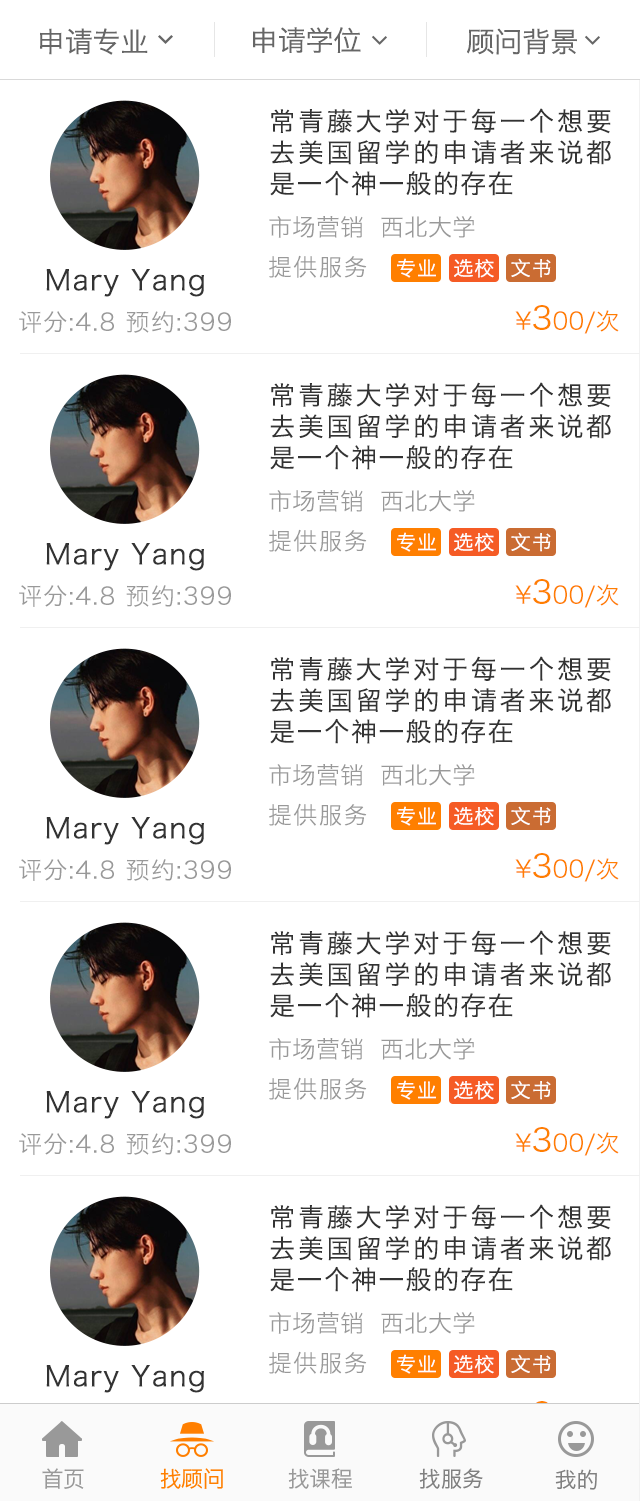 申请专业 申请学位 顾问背景
常青藤大学对于每一个想要
去美国留学的申请者来说都
是一个神一般的存在
市场营销 西北大学
提供服务 专业 选校 文书
Mary Yang
评分:4.8 预约:399
¥300/次
常青藤大学对于每一个想要
去美国留学的申请者来说都
是一个神一般的存在
市场营销 西北大学
提供服务 专业 选校 文书
Mary Yang
评分:4.8 预约:399
¥300/次
常青藤大学对于每一个想要
去美国留学的申请者来说都
是一个神一般的存在
市场营销 西北大学
提供服务 专业 选校 文书
Mary Yang
评分:4.8 预约:399
¥300/次
常青藤大学对于每一个想要
去美国留学的申请者来说都
是一个神一般的存在
市场营销 西北大学
提供服务 专业 选校 文书
Mary Yang
评分:4.8 预约:399
¥300/次
常青藤大学对于每一个想要
去美国留学的申请者来说都
是一个神一般的存在
市场营销 西北大学
提供服务 专业 选校 文书
Mary Yang
首页 找顾问 找课程 找服务 我的